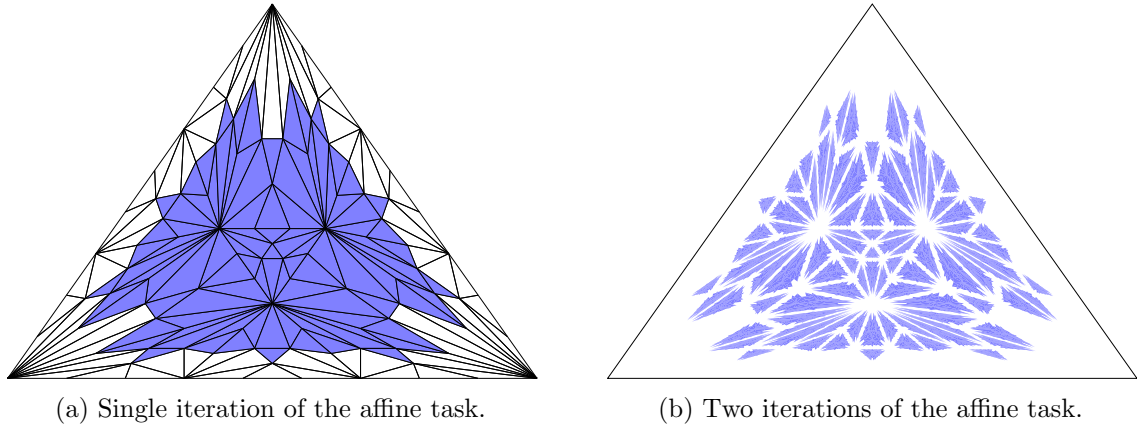 (a) Single iteration of the affine task.
(b) Two iterations of the affine task.